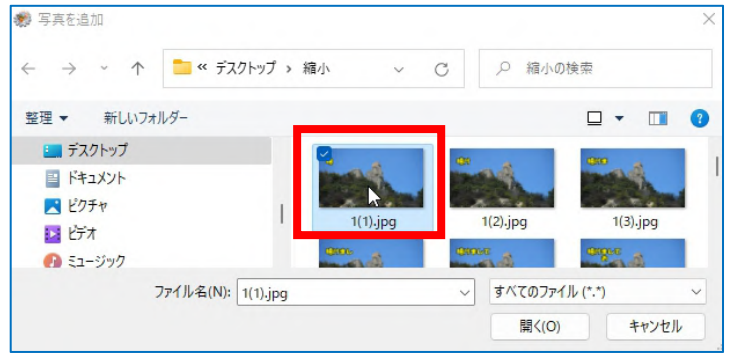 写真を追加
« デスクトップ › 縮小
縮小の検索
整理 新しいフォルダー
デスクトップ
ドキュメント
ピクチャ
ビデオ
ミュージック
1(1).jpg 1(2).jpg 1(3).jpg
ファイル名(N): 1(1).jpg すべてのファイル (*.*)
開く(O) キャンセル